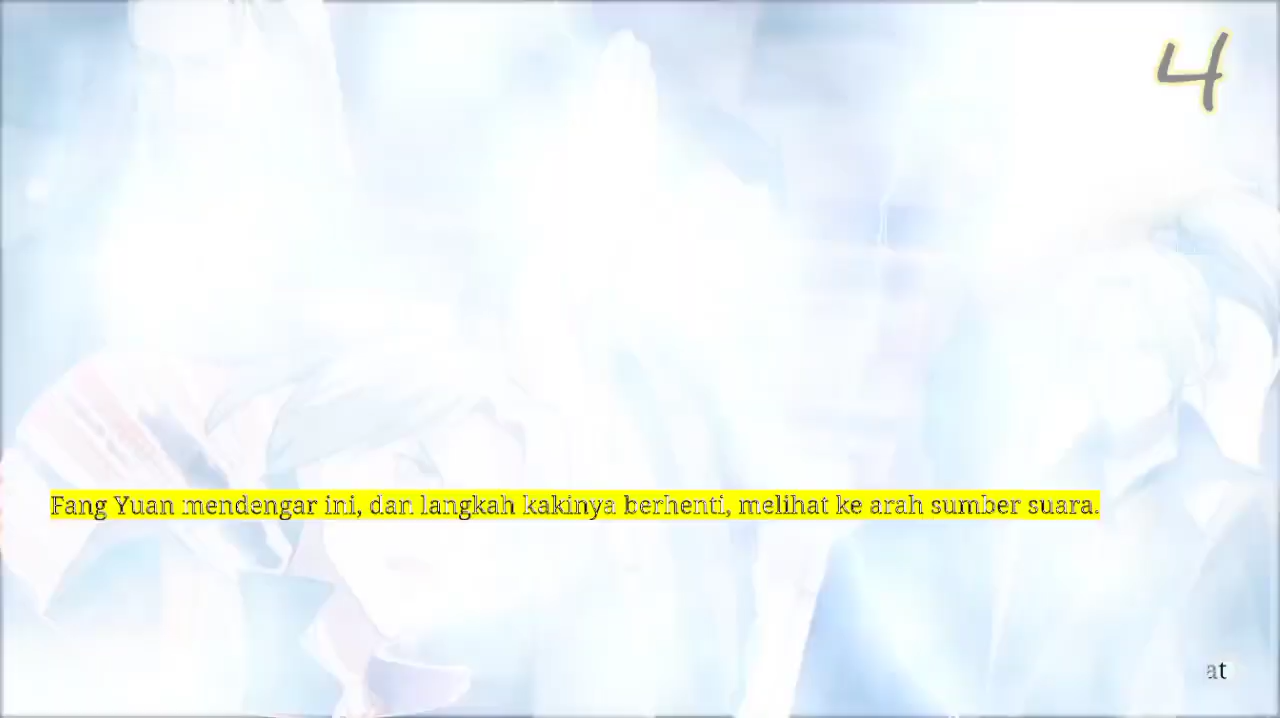 4
Fang Yuan mendengar ini, dan langkah kakinya berhenti, melihat ke arah sumber suara.
at